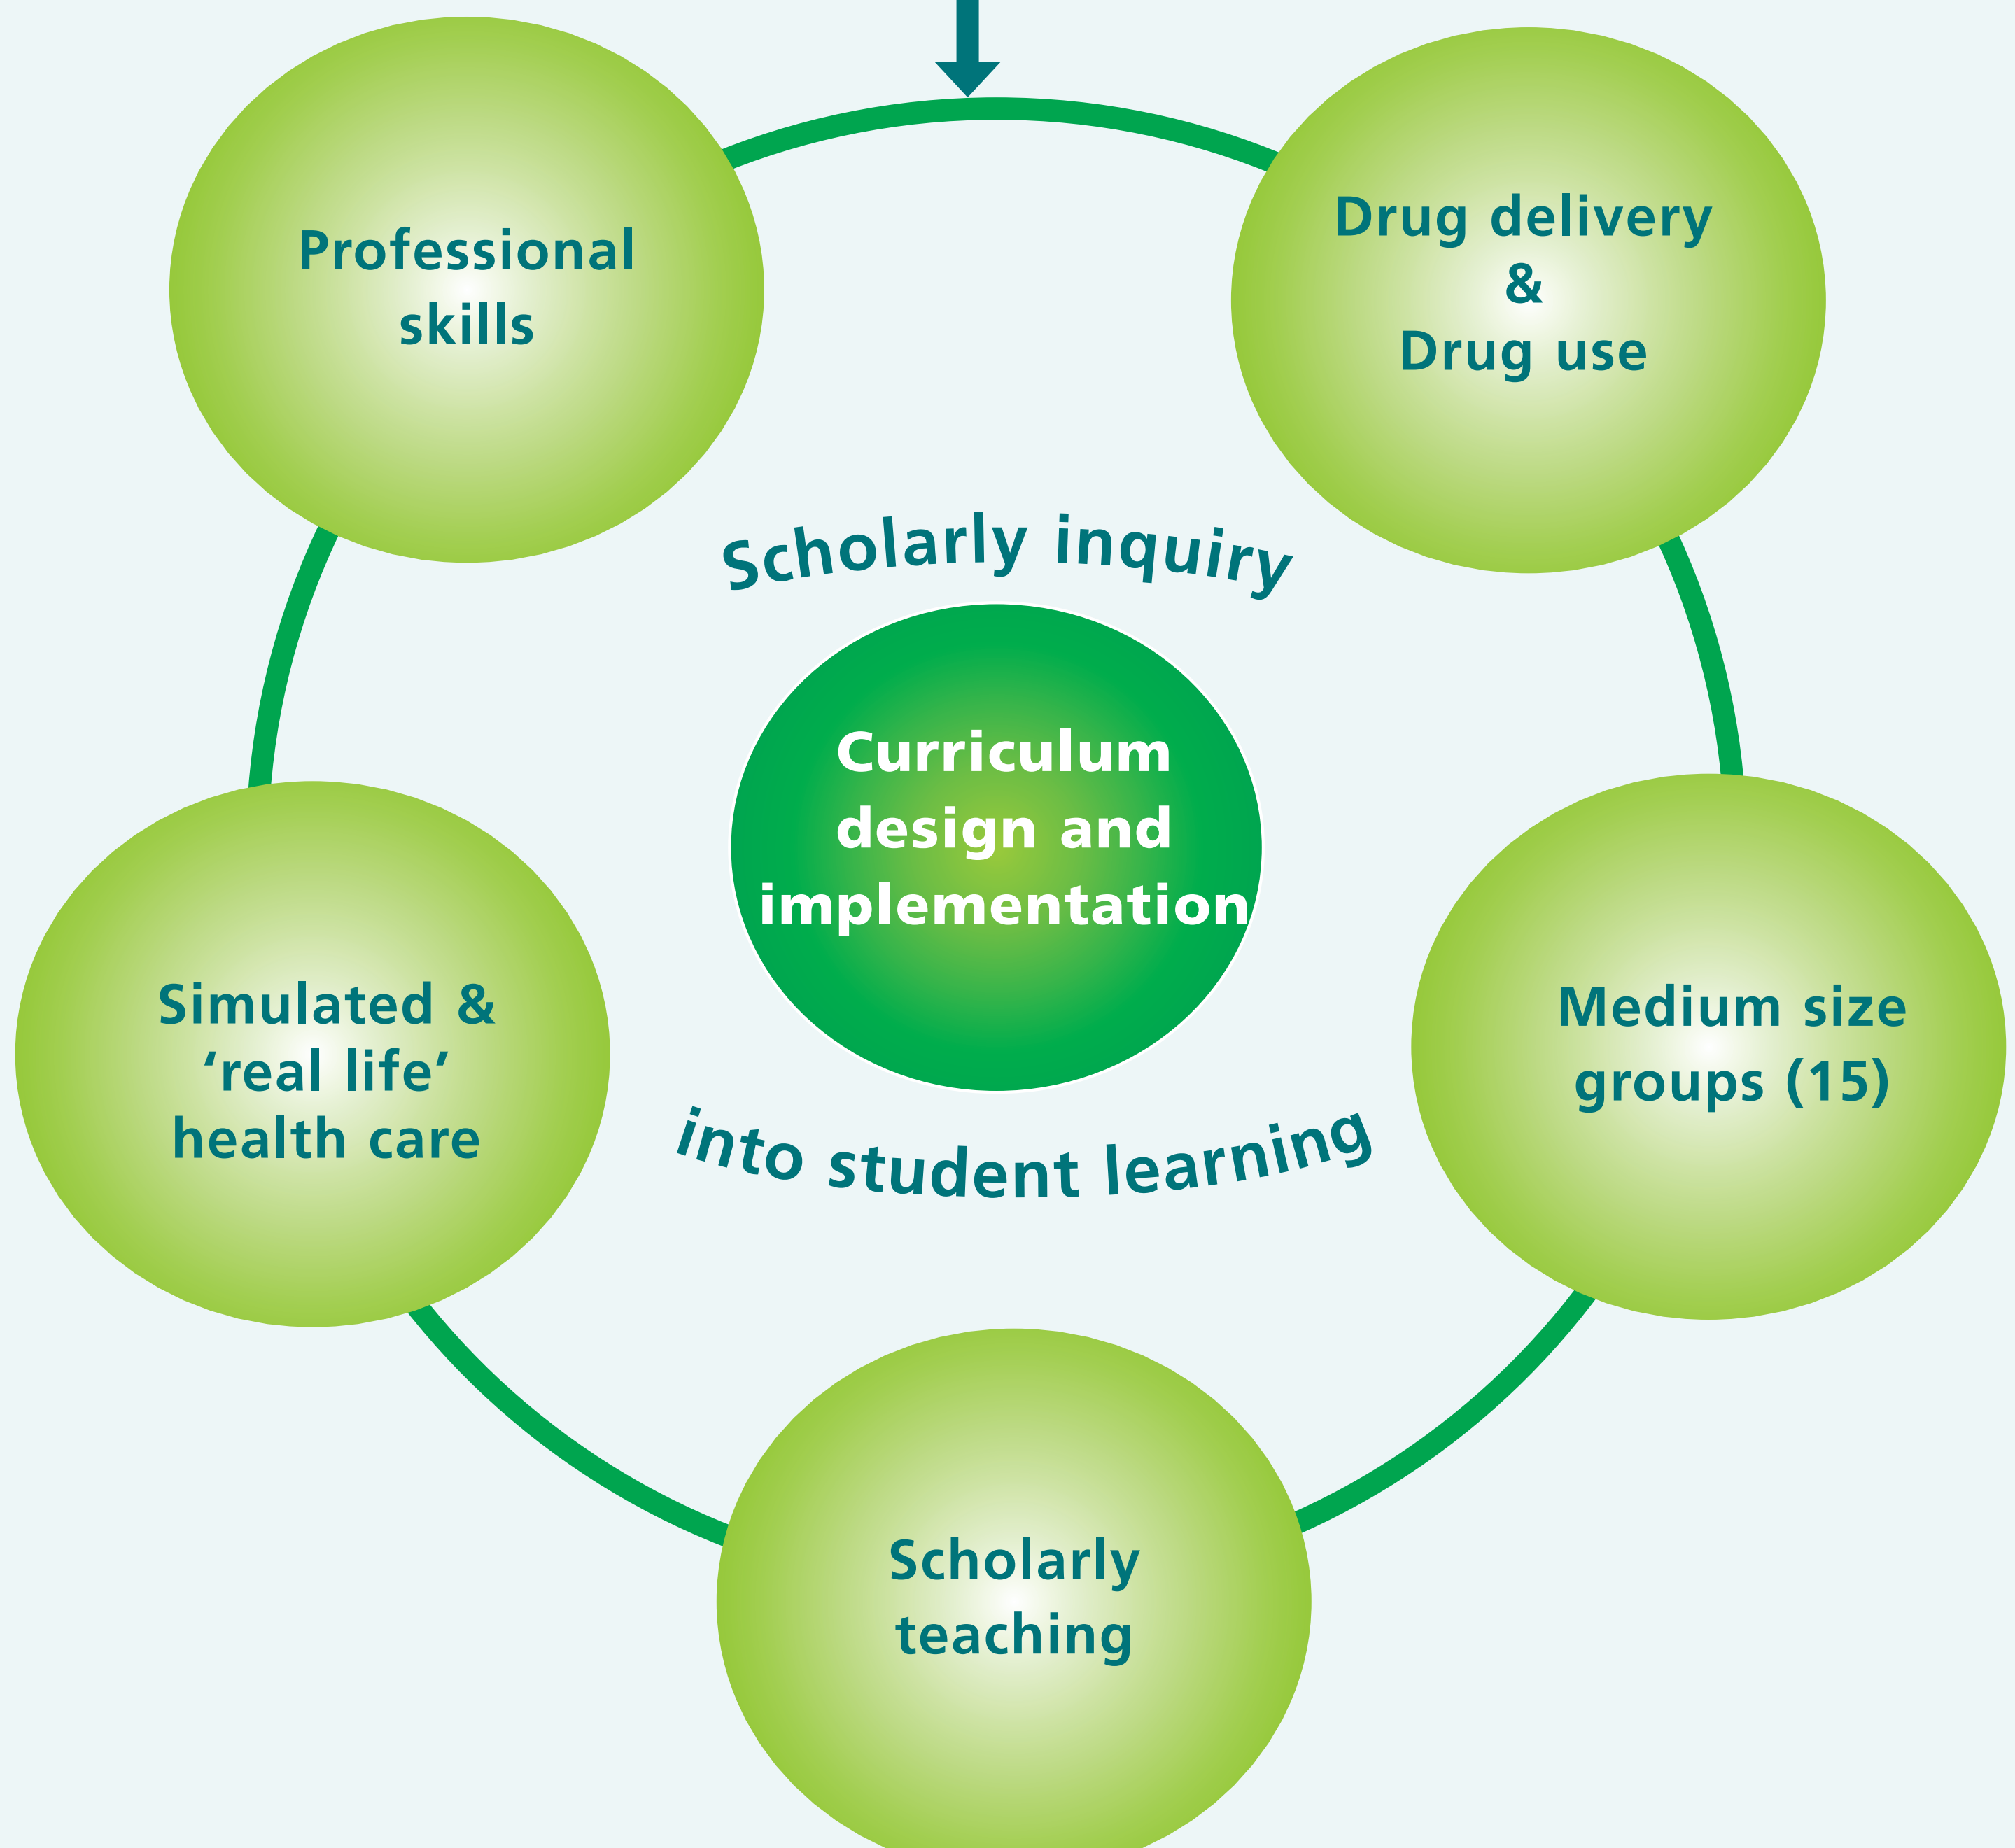 Professional
skills
Drug delivery
&
Drug use
Scholarly inquiry
Curriculum
design and
implementation
into student learning
Simulated &
‘real life’
health care
Medium size
groups (15)
Scholarly
teaching